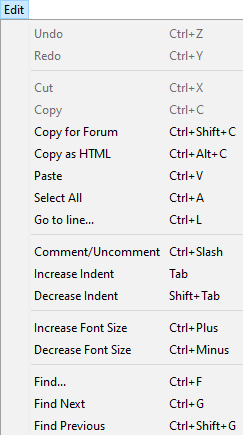 Edit
Undo Ctrl+Z
Redo Ctrl+Y
Cut Ctrl+X
Copy Ctrl+C
Copy for Forum Ctrl+Shift+C
Copy as HTML Ctrl+Alt+C
Paste Ctrl+V
Select All Ctrl+A
Go to line... Ctrl+L
Comment/Uncomment Ctrl+Slash
Increase Indent Tab
Decrease Indent Shift+Tab
Increase Font Size Ctrl+Plus
Decrease Font Size Ctrl+Minus
Find... Ctrl+F
Find Next Ctrl+G
Find Previous Ctrl+Shift+G